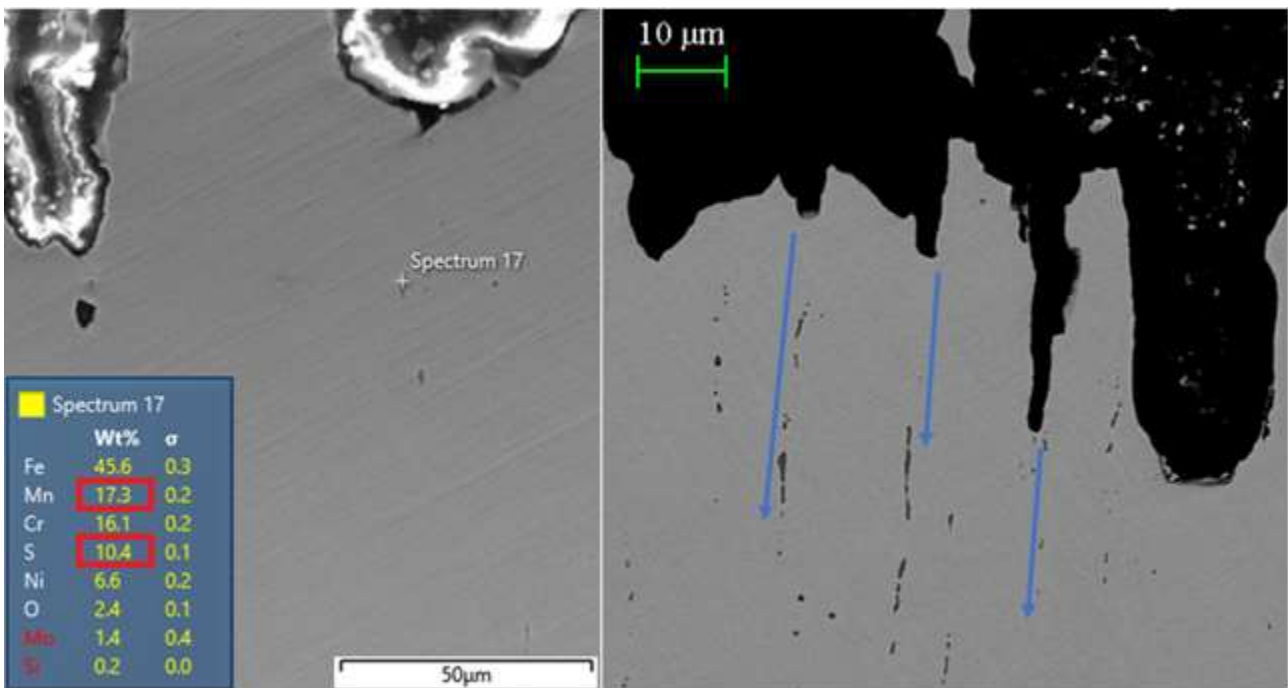 10 µm
Spectrum 17
Spectrum 17
Wt% σ
Fe 45.6 0.3
Mn 17.3 0.2
Cr 16.1 0.2
S 10.4 0.1
Ni 6.6 0.2
O 2.4 0.1
Mo 1.4 0.4
Si 0.2 0.0
50µm